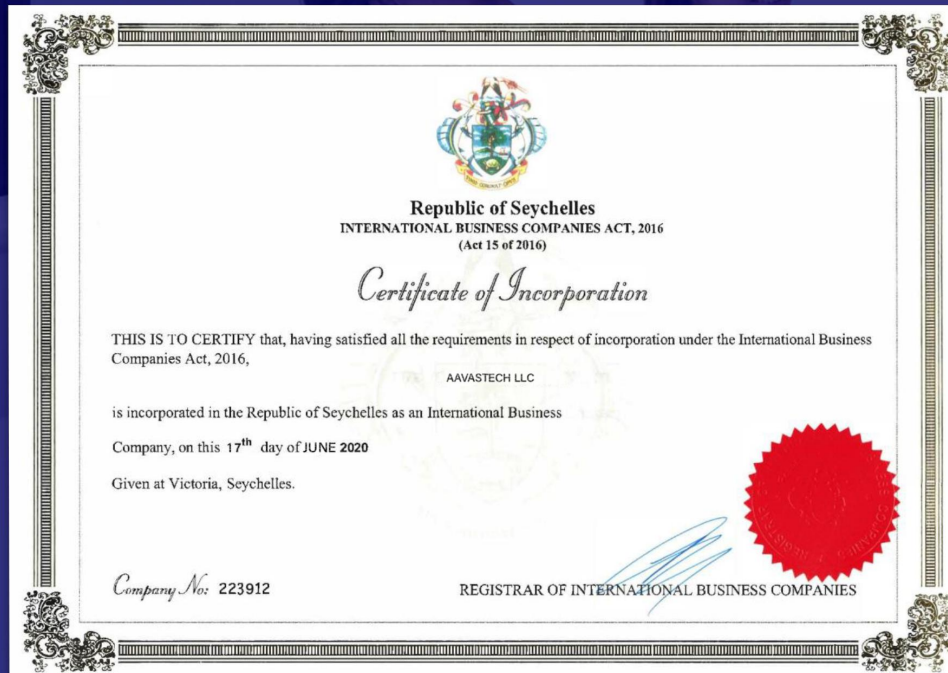 Republic of Seychelles
INTERNATIONAL BUSINESS COMPANIES ACT, 2016
(Act 15 of 2016)
Certificate of Incorporation
THIS IS TO CERTIFY that, having satisfied all the requirements in respect of incorporation under the International Business
Companies Act, 2016,
AAVASTECH LLC
is incorporated in the Republic of Seychelles as an International Business
Company, on this 17th day of JUNE 2020
Given at Victoria, Seychelles.
Company No: 223912
REGISTRAR OF INTERNATIONAL BUSINESS COMPANIES